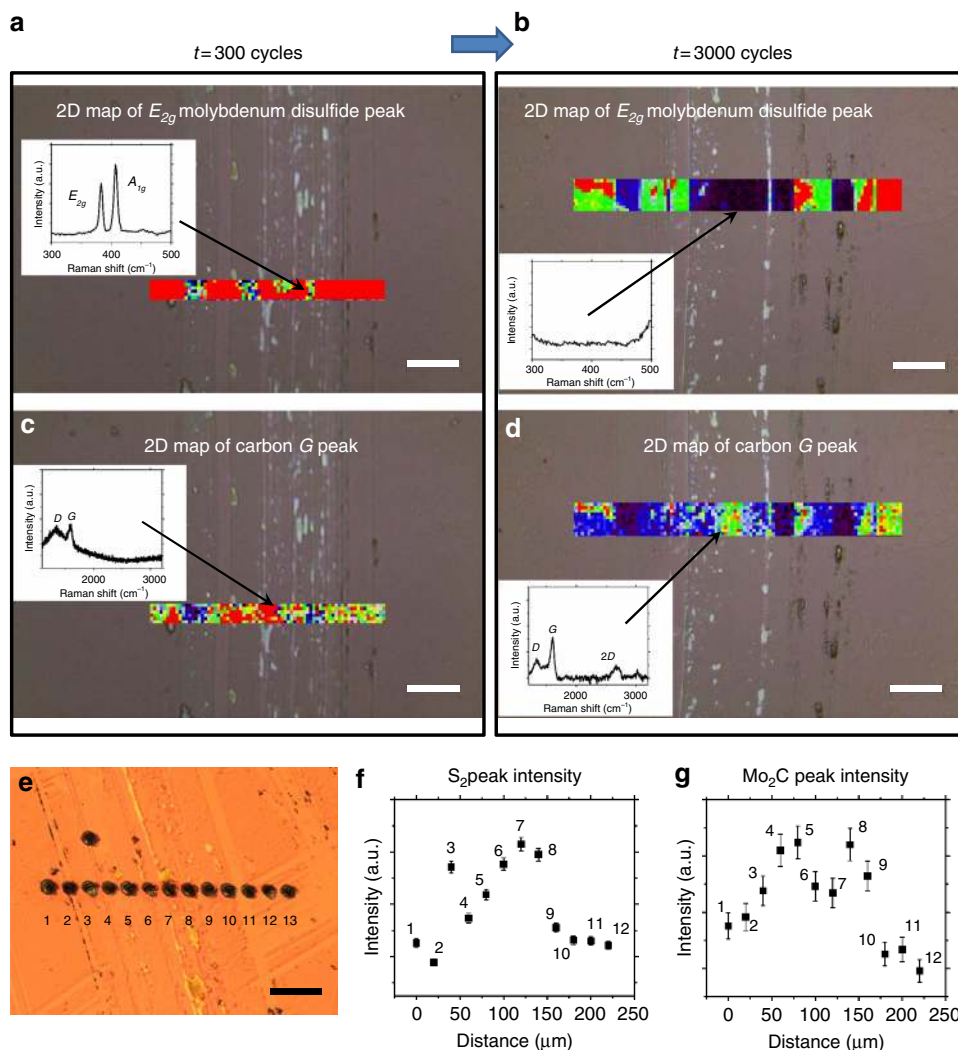 a
b
t = 300 cycles
t = 3000 cycles
2D map of E2g molybdenum disulfide peak
Intensity (a.u.)
E2g
A1g
300 400 500
Raman shift (cm–1)
2D map of E2g molybdenum disulfide peak
Intensity (a.u.)
300 400 500
Raman shift (cm–1)
c
2D map of carbon G peak
Intensity (a.u.)
D G
2000 3000
Raman shift (cm–1)
d
2D map of carbon G peak
Intensity (a.u.)
D
G
2D
2000 3000
Raman shift (cm–1)
e
1 2 3 4 5 6 7 8 9 10 11 12 13
f
S2peak intensity
Intensity (a.u.)
1
2
3
4
5
6
7
8
9
10
11
12
0 50 100 150 200 250
Distance (μm)
g
Mo2C peak intensity
Intensity (a.u.)
1
2
3
4
5
6
7
8
9
10
11
12
0 50 100 150 200 250
Distance (μm)